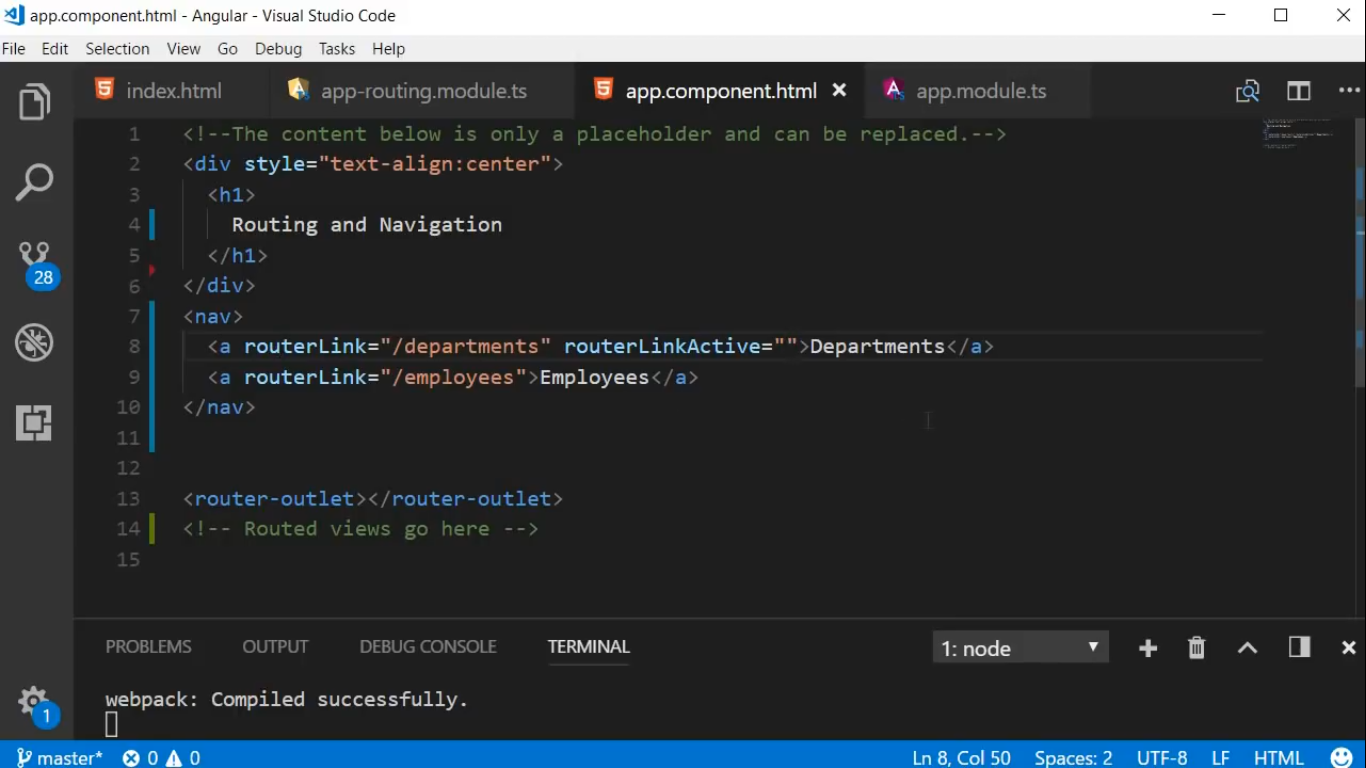 app.component.html - Angular - Visual Studio Code
File Edit Selection View Go Debug Tasks Help
index.html app-routing.module.ts app.component.html app.module.ts
1 <!--The content below is only a placeholder and can be replaced.-->
2 <div style="text-align:center">
3 <h1>
4 Routing and Navigation
5 </h1>
6 </div>
7 <nav>
8 <a routerLink="/departments" routerLinkActive="">Departments</a>
9 <a routerLink="/employees">Employees</a>
10 </nav>
11
12
13 <router-outlet></router-outlet>
14 <!-- Routed views go here -->
15
28
PROBLEMS OUTPUT DEBUG CONSOLE TERMINAL 1: node
webpack: Compiled successfully.
1
master* 0 0 Ln 8, Col 50 Spaces: 2 UTF-8 LF HTML